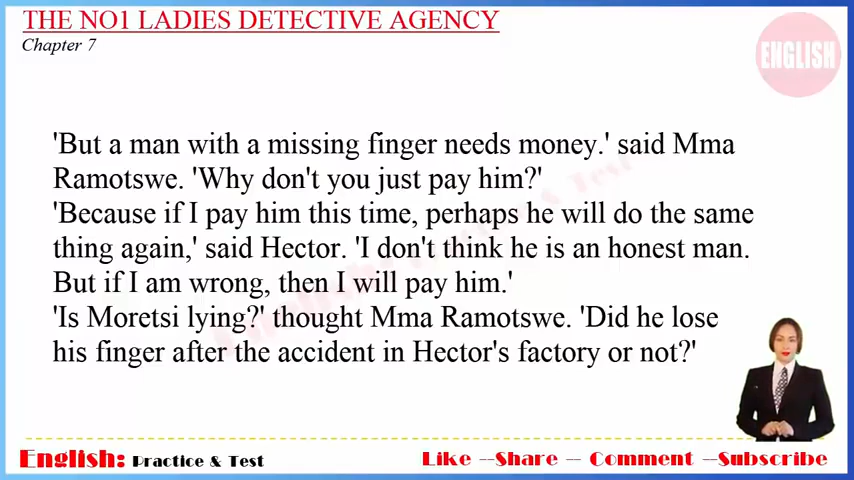 THE NO1 LADIES DETECTIVE AGENCY
Chapter 7
ENGLISH
'But a man with a missing finger needs money.' said Mma
Ramotswe. 'Why don't you just pay him?'
'Because if I pay him this time, perhaps he will do the same
thing again,' said Hector. 'I don't think he is an honest man.
But if I am wrong, then I will pay him.'
'Is Moretsi lying?' thought Mma Ramotswe. 'Did he lose
his finger after the accident in Hector's factory or not?'
English: Practice & Test
Like --Share -- Comment --Subscribe